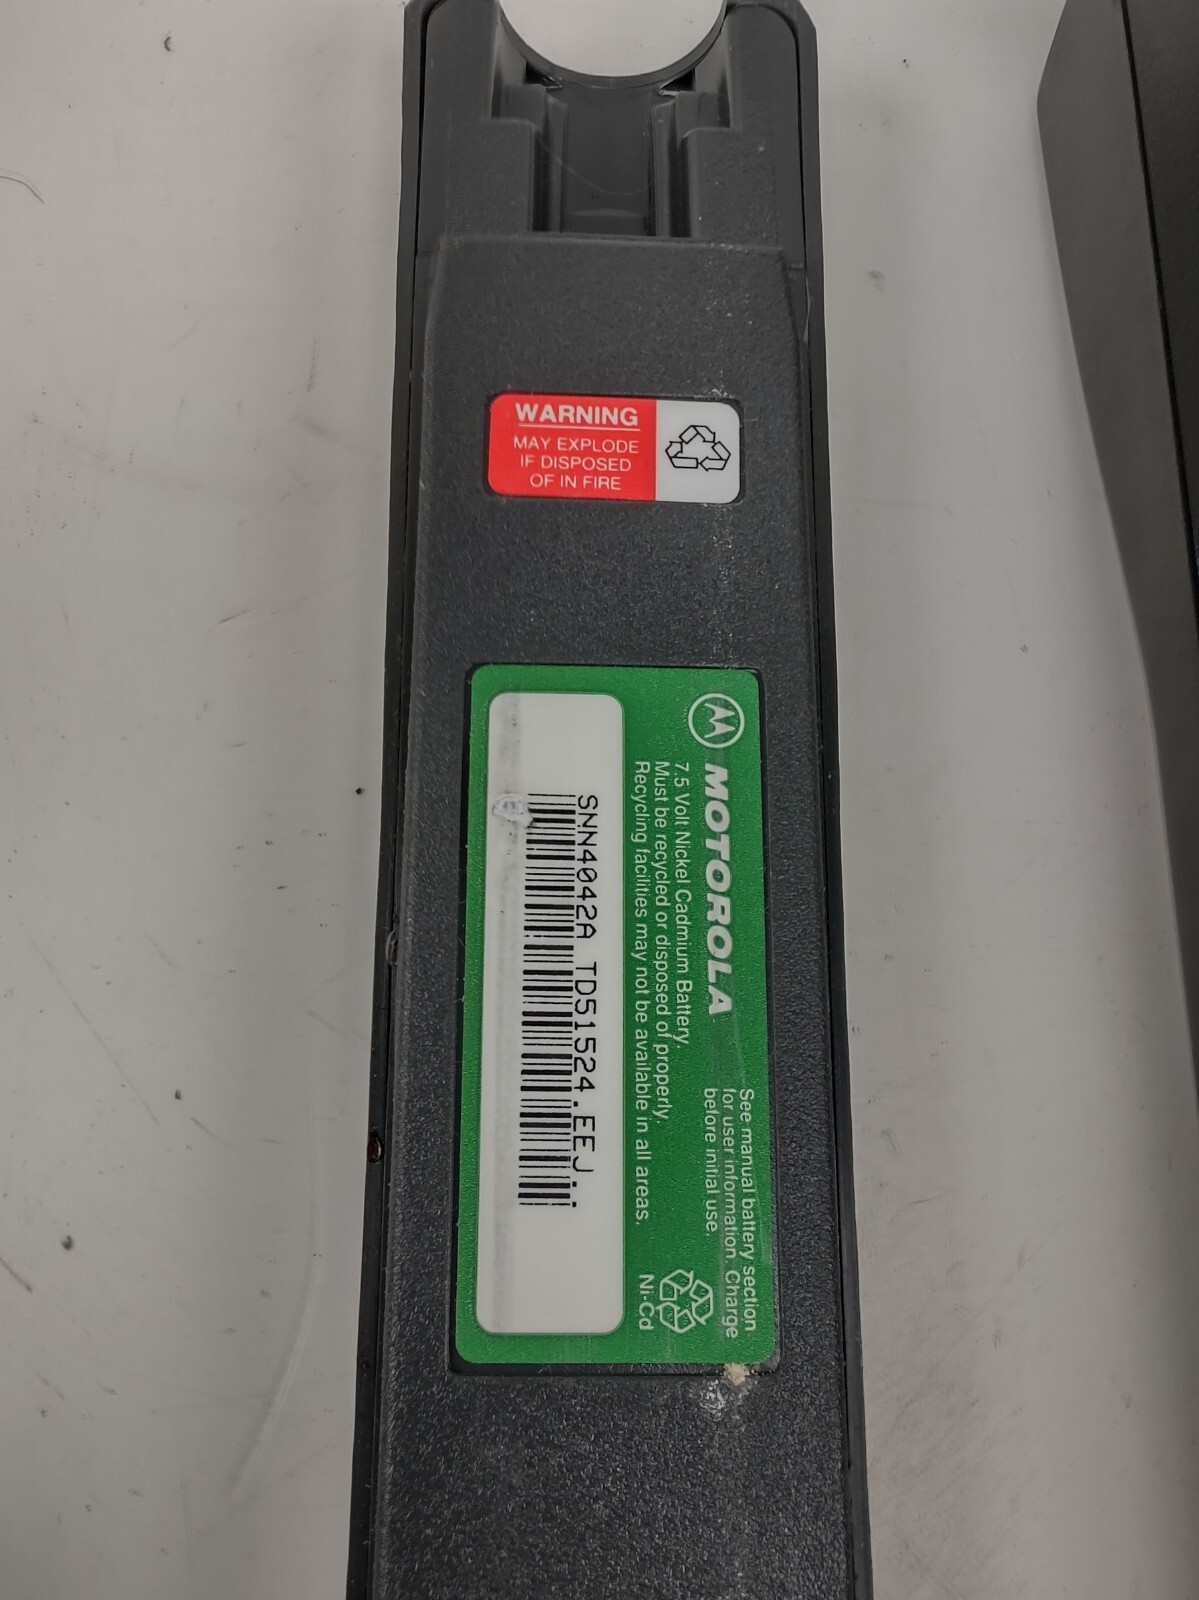 WARNING
MAY EXPLODE
IF DISPOSED
OF IN FIRE
MOTOROLA
7.5 Volt Nickel Cadmium Battery.
Must be recycled or disposed of properly.
Recycling facilities may not be available in all areas.
See manual battery section
for user information. Charge
before initial use.
Ni-Cd
SNN4042A TD51524.EEJ..